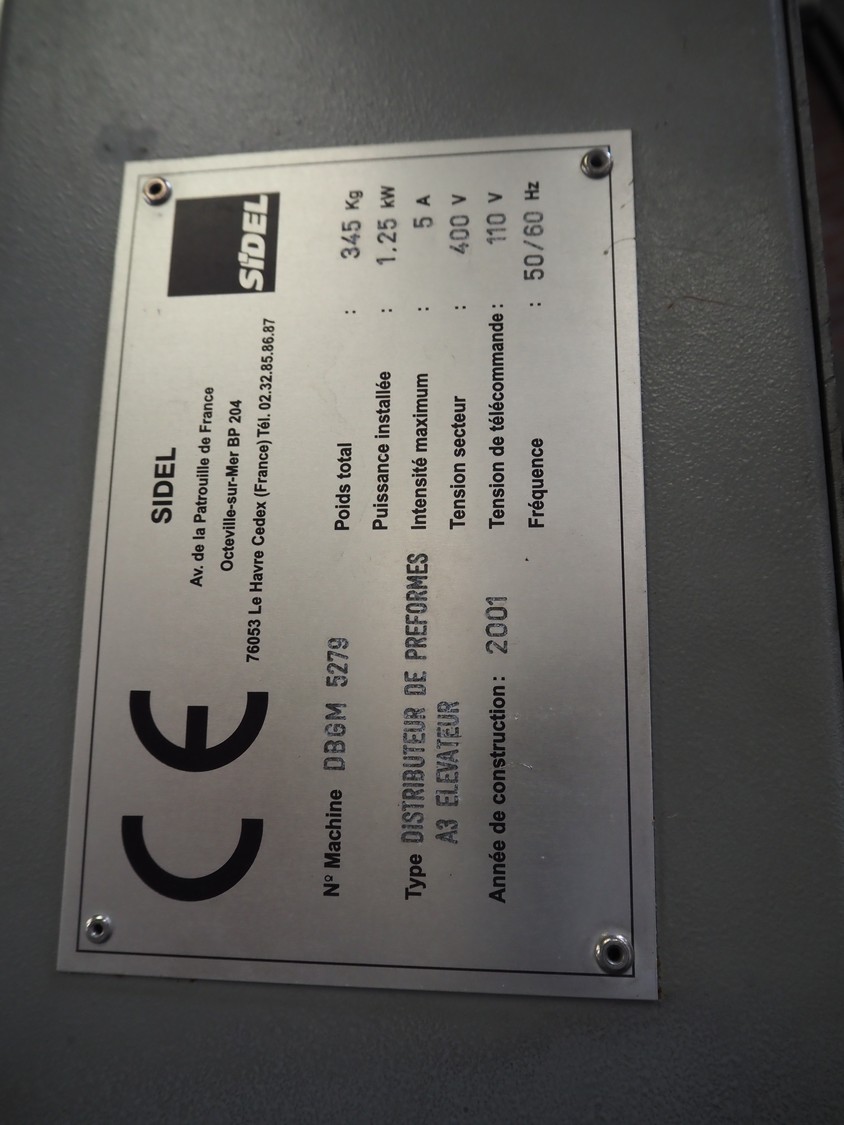 CE
SIDEL
Av. de la Patrouille de France
Octeville-sur-Mer BP 204
76053 Le Havre Cedex (France) Tél. 02.32.85.86.87
SIDEL
Nº Machine DBGM 5279
Type DISTRIBUTEUR DE PREFORMES
A3 ELEVATEUR
Année de construction: 2001
Poids total : 345 Kg
Puissance installée : 1.25 kW
Intensité maximum : 5 A
Tension secteur : 400 V
Tension de télécommande : 110 V
Fréquence : 50/60 Hz